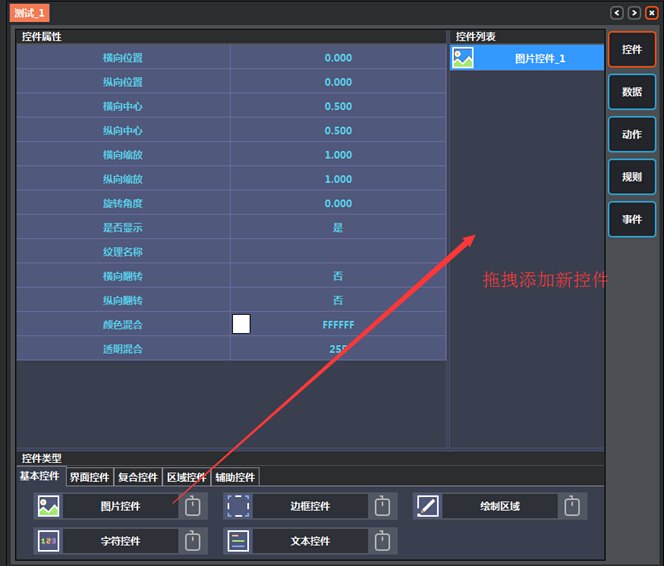 测试_1
控件属性
控件列表
横向位置 0.000
纵向位置 0.000
横向中心 0.500
纵向中心 0.500
横向缩放 1.000
纵向缩放 1.000
旋转角度 0.000
是否显示 是
纹理名称
横向翻转 否
纵向翻转 否
颜色混合 FFFFFF
透明混合 255
图片控件_1
控件
数据
动作
规则
事件
拖拽添加新控件
控件类型
基本控件 界面控件 复合控件 区域控件 辅助控件
图片控件 边框控件 绘制区域
123 字符控件 文本控件